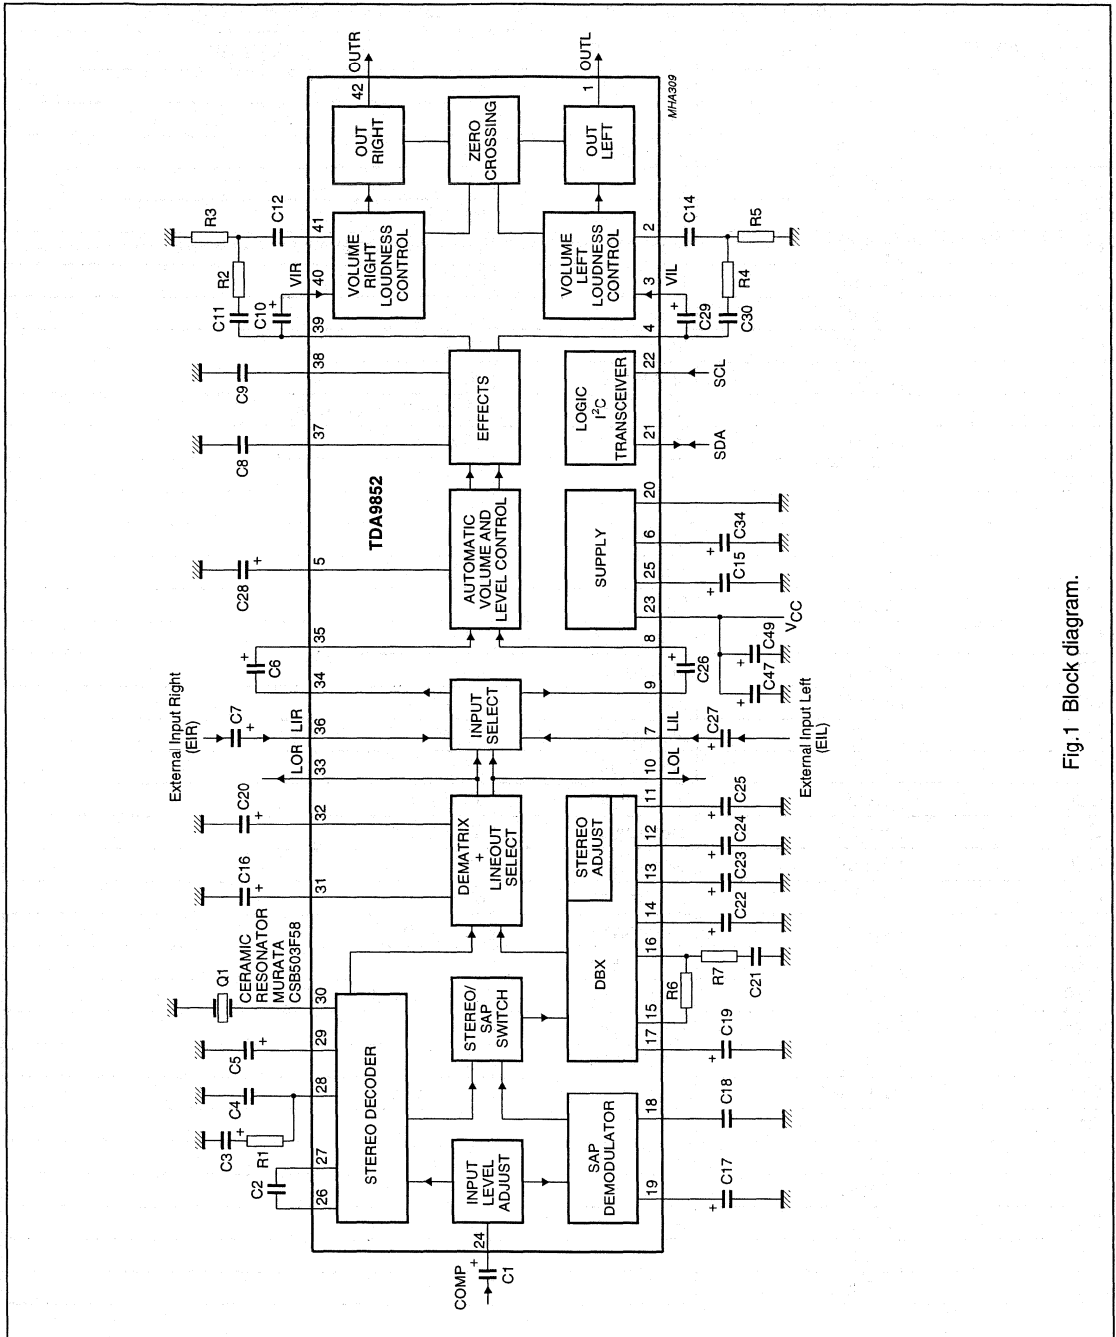 42 OUTR
1 OUTL
MHA309
OUT
RIGHT
ZERO
CROSSING
OUT
LEFT
R3
C12
41
R2
C11
C10
+
VIR
40
39
VOLUME
RIGHT
LOUDNESS
CONTROL
VOLUME
LEFT
LOUDNESS
CONTROL
2
C14
R5
3
VIL
R4
+
C29
C30
4
C9
38
C8
37
EFFECTS
LOGIC
I²C
TRANSCEIVER
22
SCL
21
SDA
TDA9852
C28
+
5
AUTOMATIC
VOLUME AND
LEVEL CONTROL
SUPPLY
20
6
+
C34
25
+
C15
23
VCC
+
C49
+
C47
35
+
C6
34
8
+
C26
9
External Input Right
(EIR)
C7
+
LIR
36
LOR
33
INPUT
SELECT
7
LIL
+
C27
External Input Left
(EIL)
10
LOL
C20
+
32
C16
+
31
DEMATRIX
+
LINEOUT
SELECT
STEREO
ADJUST
DBX
11
+
C25
12
+
C24
13
+
C23
14
+
C22
16
R7
C21
R6
15
17
+
C19
Q1
CERAMIC
RESONATOR
MURATA
CSB503F58
30
C5
+
29
C4
28
C3
+
R1
27
C2
26
STEREO DECODER
STEREO/
SAP
SWITCH
INPUT
LEVEL
ADJUST
SAP
DEMODULATOR
18
C18
19
+
C17
24
COMP
+
C1
Fig.1 Block diagram.